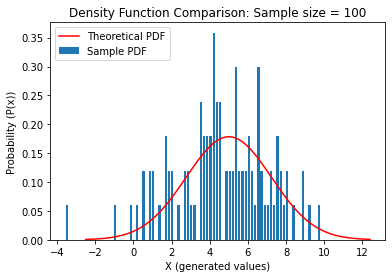 Density Function Comparison: Sample size = 100
Theoretical PDF
Sample PDF
Probability (P(x))
0.35
0.30
0.25
0.20
0.15
0.10
0.05
0.00
−4 −2 0 2 4 6 8 10 12
X (generated values)